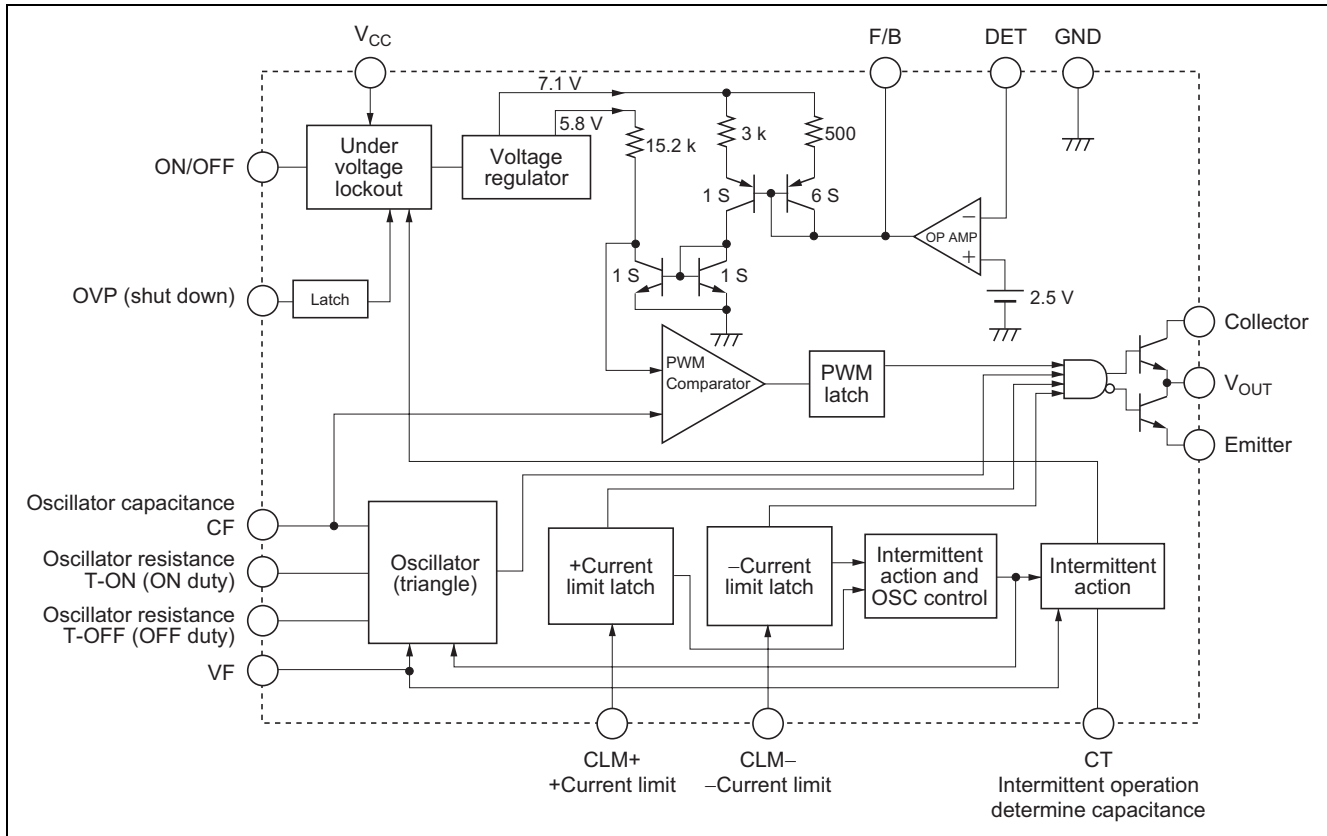 VCC
F/B
DET
GND
7.1 V
5.8 V
15.2 k
3 k
500
ON/OFF
Under
voltage
lockout
Voltage
regulator
1 S
6 S
−
OP AMP
+
1 S
1 S
2.5 V
OVP (shut down)
Latch
Collector
PWM
Comparator
PWM
latch
VOUT
Emitter
Oscillator capacitance
CF
Oscillator resistance
T-ON (ON duty)
Oscillator
(triangle)
+Current
limit latch
−Current
limit latch
Intermittent
action and
OSC control
Intermittent
action
Oscillator resistance
T-OFF (OFF duty)
VF
CLM+
+Current limit
CLM−
−Current limit
CT
Intermittent operation
determine capacitance